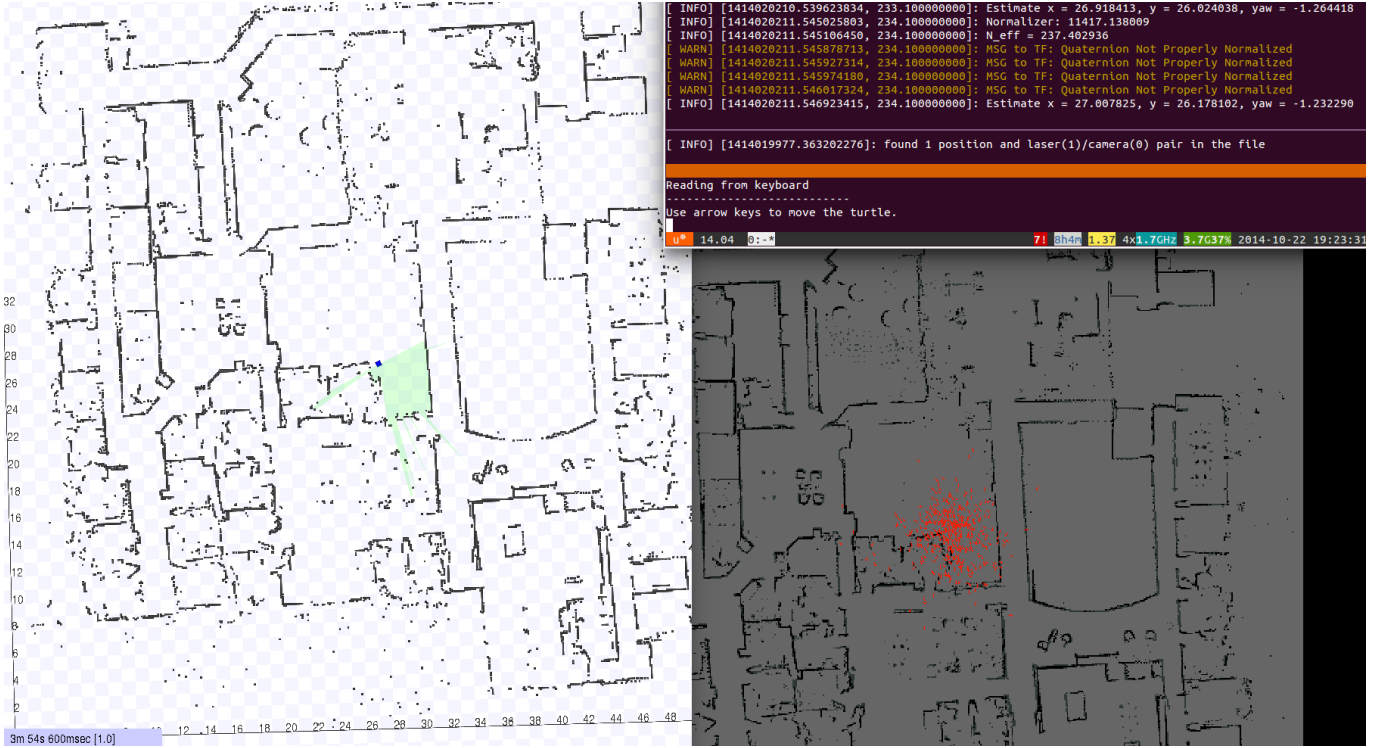 [ INFO] [1414020210.539623834, 233.100000000]: Estimate x = 26.918413, y = 26.024038, yaw = -1.264418
[ INFO] [1414020211.545025803, 234.100000000]: Normalizer: 11417.138009
[ INFO] [1414020211.545106450, 234.100000000]: N_eff = 237.402936
[ WARN] [1414020211.545878713, 234.100000000]: MSG to TF: Quaternion Not Properly Normalized
[ WARN] [1414020211.545927314, 234.100000000]: MSG to TF: Quaternion Not Properly Normalized
[ WARN] [1414020211.545974180, 234.100000000]: MSG to TF: Quaternion Not Properly Normalized
[ WARN] [1414020211.546017324, 234.100000000]: MSG to TF: Quaternion Not Properly Normalized
[ INFO] [1414020211.546923415, 234.100000000]: Estimate x = 27.007825, y = 26.178102, yaw = -1.232290
[ INFO] [1414019977.363202276]: found 1 position and laser(1)/camera(0) pair in the file
Reading from keyboard
---------------------------
Use arrow keys to move the turtle.
u® 14.04 0:-* 7! 8h4m 1.37 4x1.7GHz 3.7G37% 2014-10-22 19:23:31
32
30
28
26
24
22
20
18
16
14
12
10
8
6
4
2
12 14 16 18 20 22 24 26 28 30 32 34 36 38 40 42 44 46 48
3m 54s 600msec [1.0]